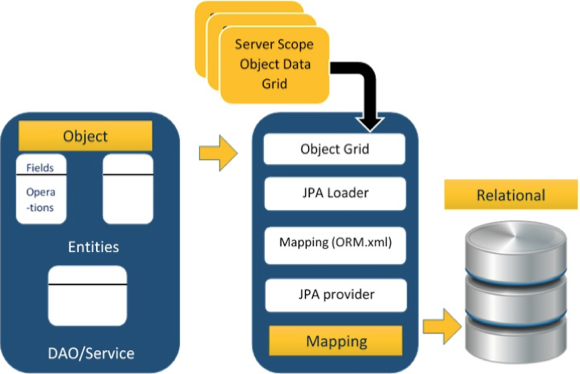 Server Scope
Object Data
Grid
Object
Fields
Opera
-tions
Entities
DAO/Service
Object Grid
JPA Loader
Mapping (ORM.xml)
JPA provider
Mapping
Relational